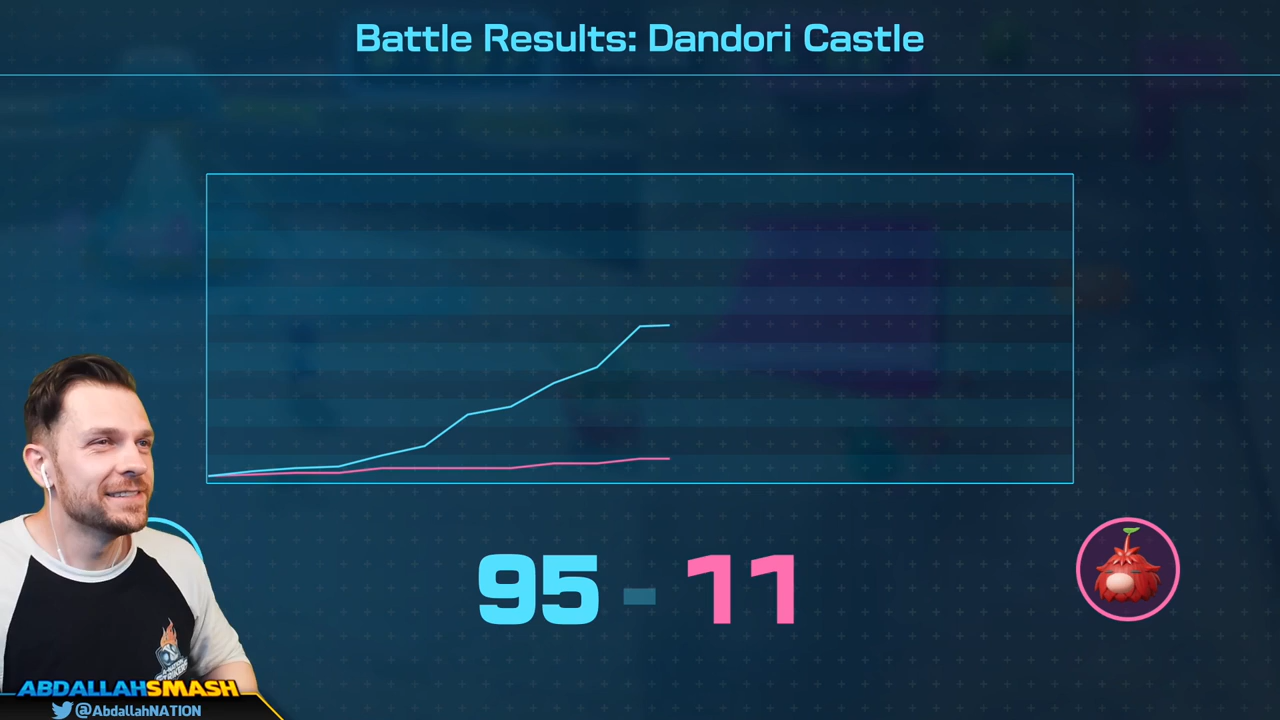 Battle Results: Dandori Castle
95 - 11
ABDALLAHSMASH
@AbdallahNATION